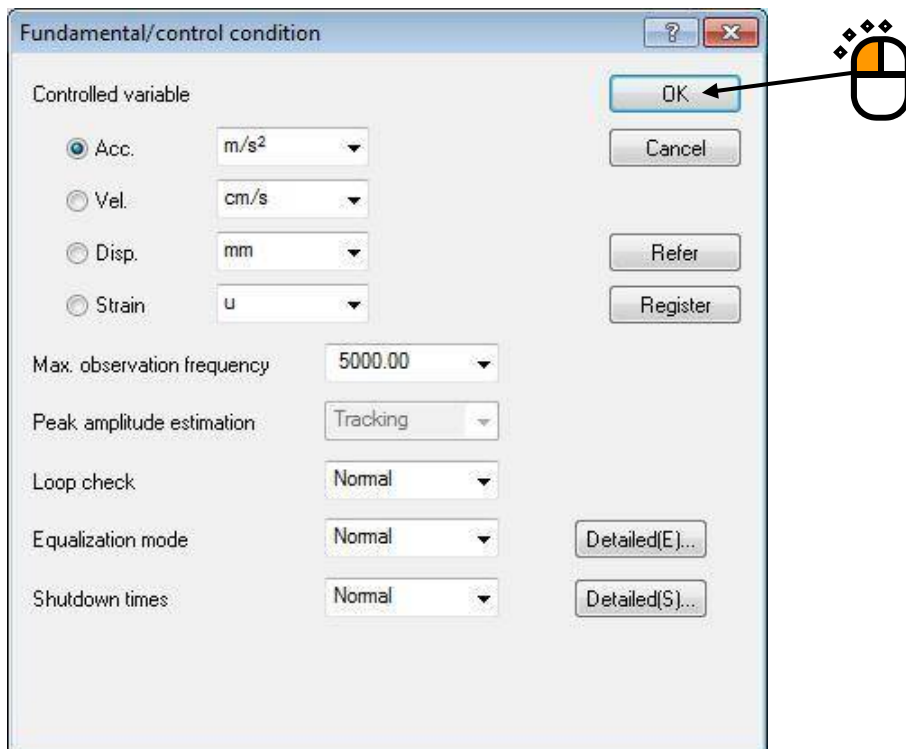 Fundamental/control condition
Controlled variable
OK
Acc. m/s²
Cancel
Vel. cm/s
Disp. mm
Refer
Strain u
Register
Max. observation frequency 5000.00
Peak amplitude estimation Tracking
Loop check Normal
Equalization mode Normal Detailed(E)...
Shutdown times Normal Detailed(S)...